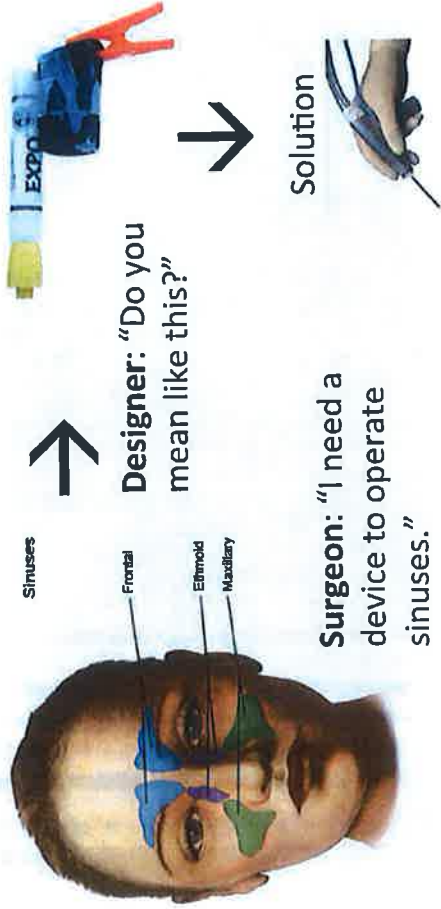 Sinuses
Frontal
Ethmoid
Maxillary
Surgeon: “I need a
device to operate
sinuses.”
Designer: “Do you
mean like this?”
EXPO
Solution